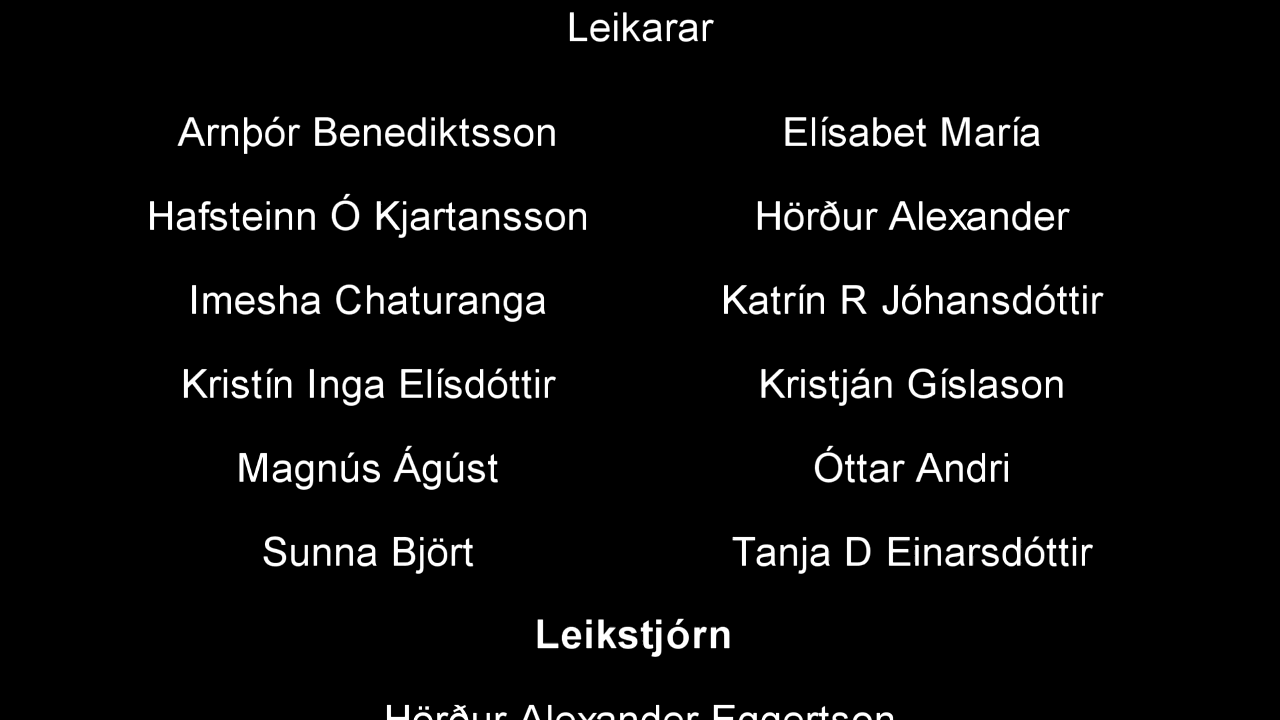 Leikarar
Arnþór Benediktsson Elísabet María
Hafsteinn Ó Kjartansson Hörður Alexander
Imesha Chaturanga Katrín R Jóhansdóttir
Kristín Inga Elísdóttir Kristján Gíslason
Magnús Ágúst Óttar Andri
Sunna Björt Tanja D Einarsdóttir
Leikstjórn
Hörður Alexander Eggertson